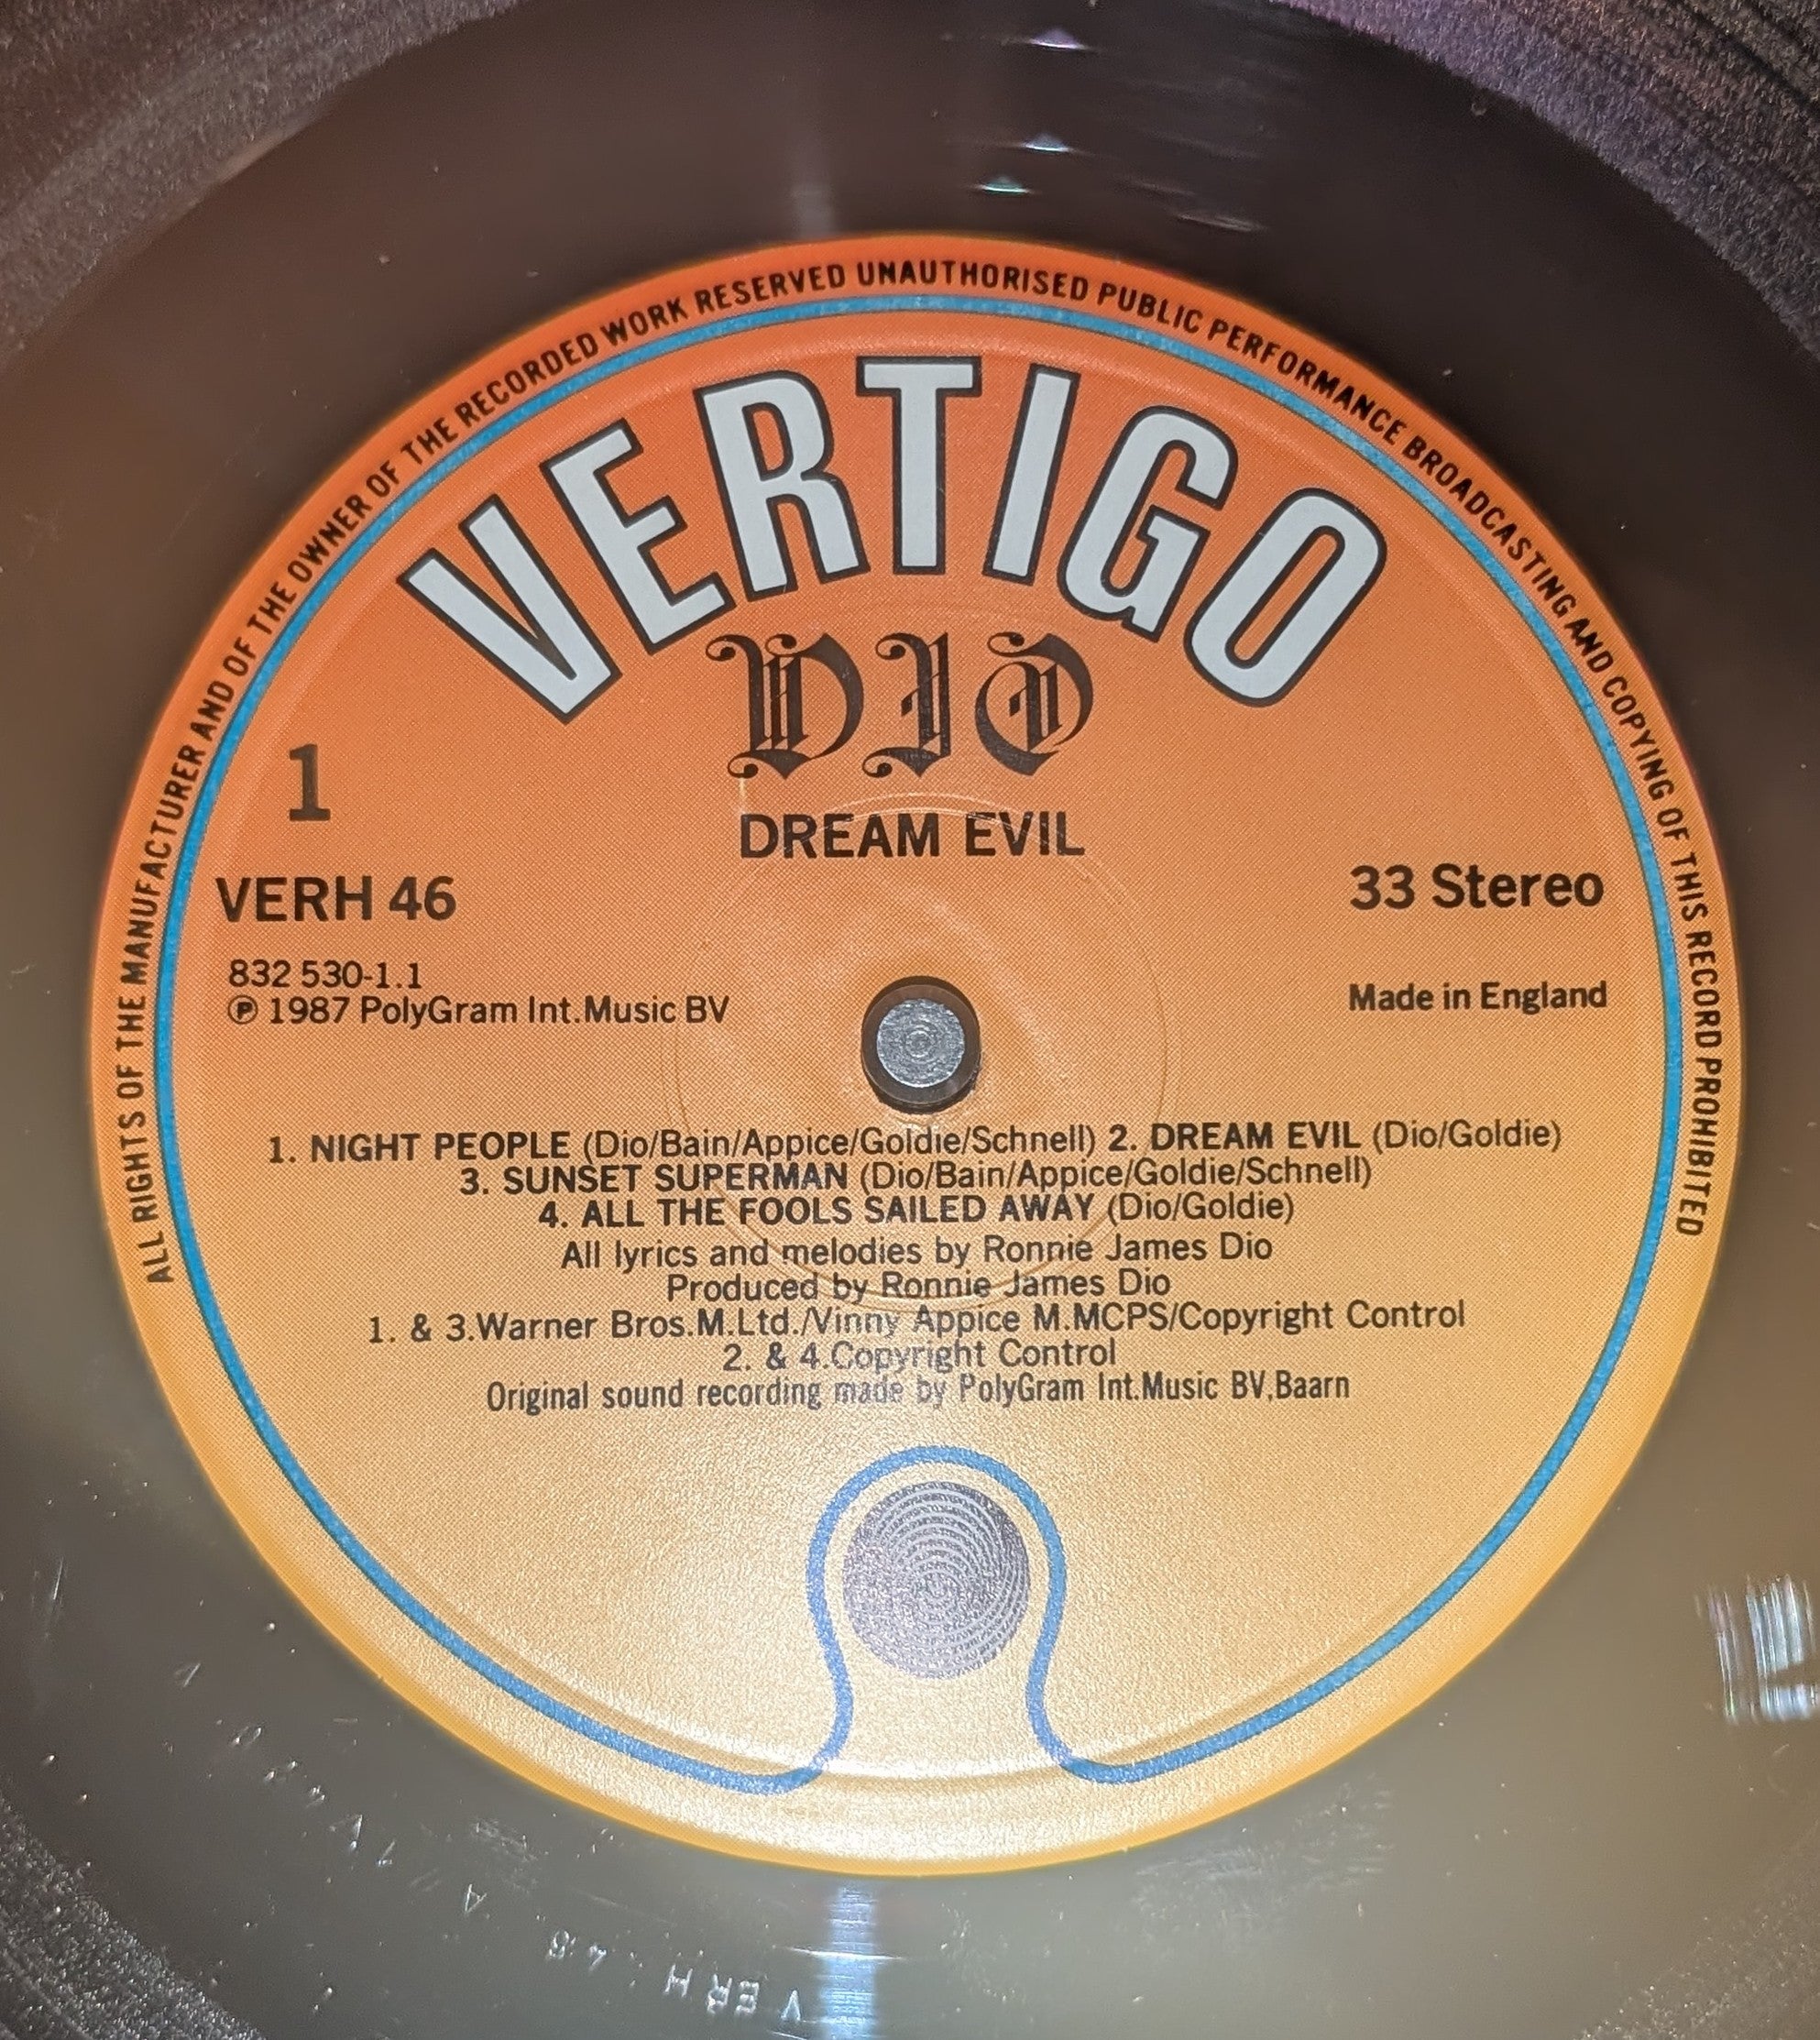 ALL RIGHTS OF THE MANUFACTURER AND OF THE OWNER OF THE RECORDED WORK RESERVED UNAUTHORISED PUBLIC PERFORMANCE BROADCASTING AND COPYING OF THIS RECORD PROHIBITED
VERTIGO
DIO
DREAM EVIL
1
VERH 46
33 Stereo
832 530-1.1
℗ 1987 PolyGram Int.Music BV
Made in England
1. NIGHT PEOPLE (Dio/Bain/Appice/Goldie/Schnell) 2. DREAM EVIL (Dio/Goldie)
3. SUNSET SUPERMAN (Dio/Bain/Appice/Goldie/Schnell)
4. ALL THE FOOLS SAILED AWAY (Dio/Goldie)
All lyrics and melodies by Ronnie James Dio
Produced by Ronnie James Dio
1. & 3.Warner Bros.M.Ltd./Vinny Appice M.MCPS/Copyright Control
2. & 4.Copyright Control
Original sound recording made by PolyGram Int.Music BV,Baarn
VERH 46 A